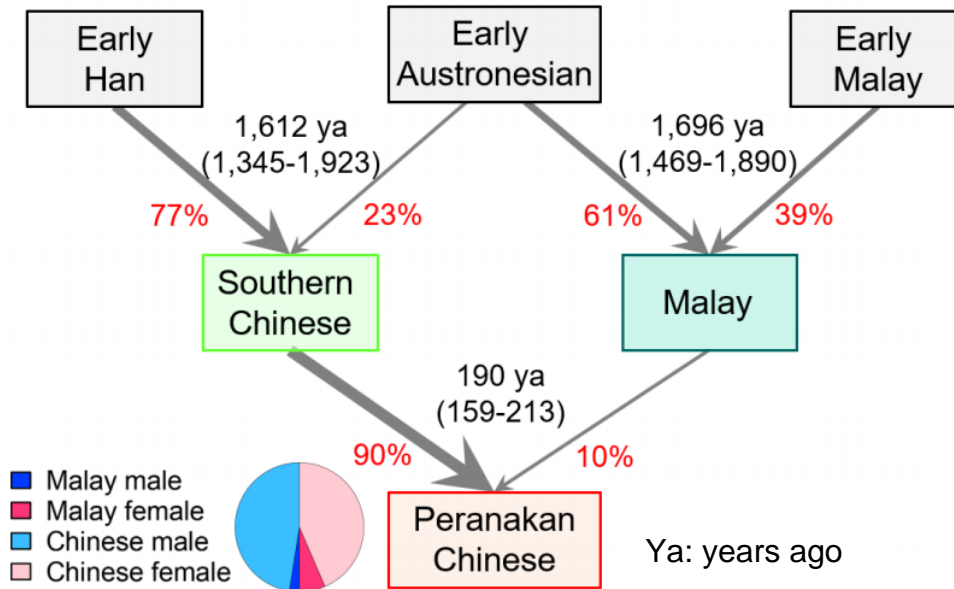 Early
Han
Early
Austronesian
Early
Malay
1,612 ya
(1,345-1,923)
1,696 ya
(1,469-1,890)
77%
23%
61%
39%
Southern
Chinese
Malay
190 ya
(159-213)
90%
10%
Malay male
Malay female
Chinese male
Chinese female
Peranakan
Chinese
Ya: years ago